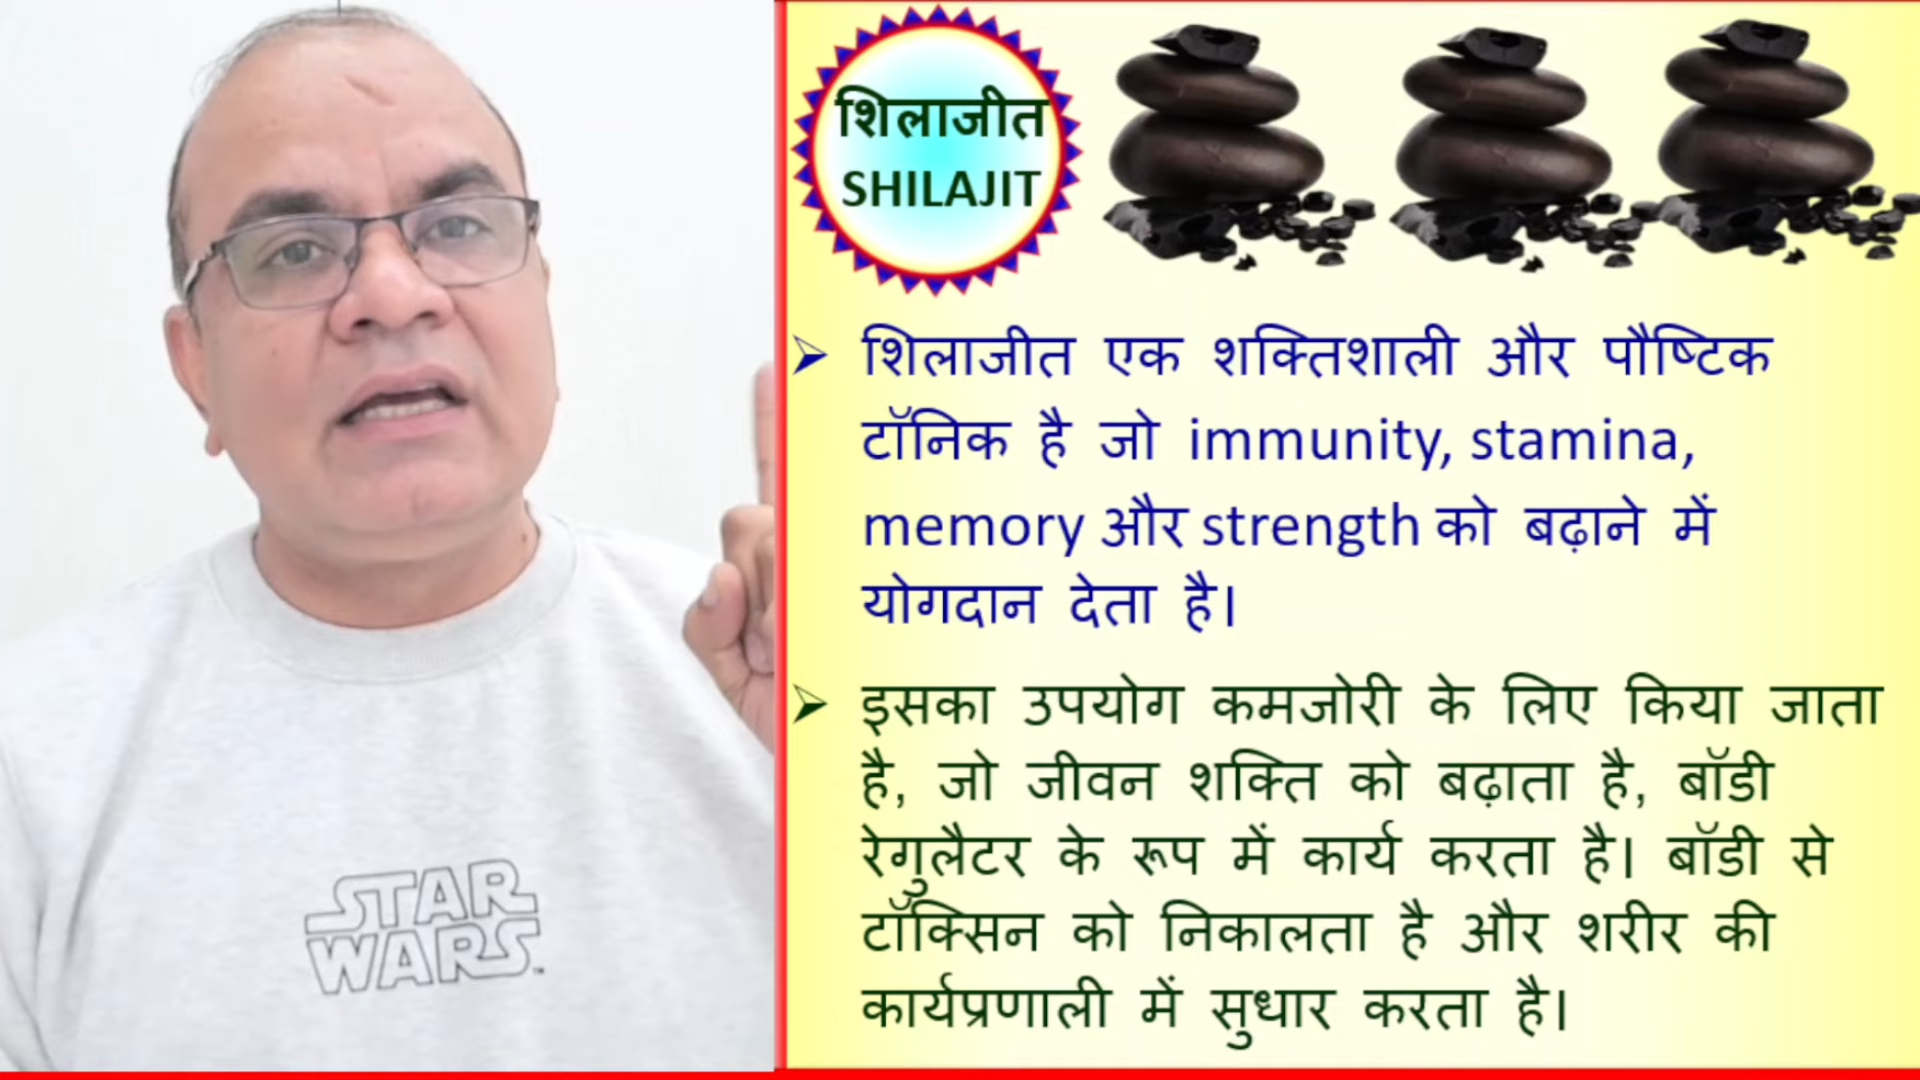 STAR
WARS
TM
शिलाजीत
SHILAJIT
शिलाजीत एक शक्तिशाली और पौष्टिक
टॉनिक है जो immunity, stamina,
memory और strength को बढ़ाने में
योगदान देता है।
इसका उपयोग कमजोरी के लिए किया जाता
है, जो जीवन शक्ति को बढ़ाता है, बॉडी
रेगुलैटर के रूप में कार्य करता है। बॉडी से
टॉक्सिन को निकालता है और शरीर की
कार्यप्रणाली में सुधार करता है।